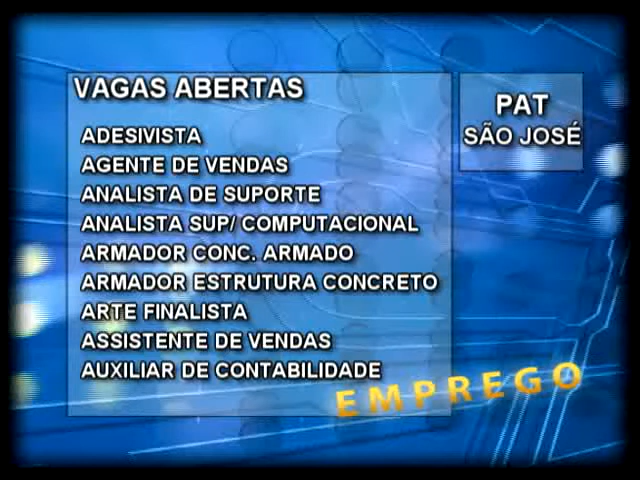 VAGAS ABERTAS
PAT
SÃO JOSÉ
ADESIVISTA
AGENTE DE VENDAS
ANALISTA DE SUPORTE
ANALISTA SUP/ COMPUTACIONAL
ARMADOR CONC. ARMADO
ARMADOR ESTRUTURA CONCRETO
ARTE FINALISTA
ASSISTENTE DE VENDAS
AUXILIAR DE CONTABILIDADE
EMPREGO